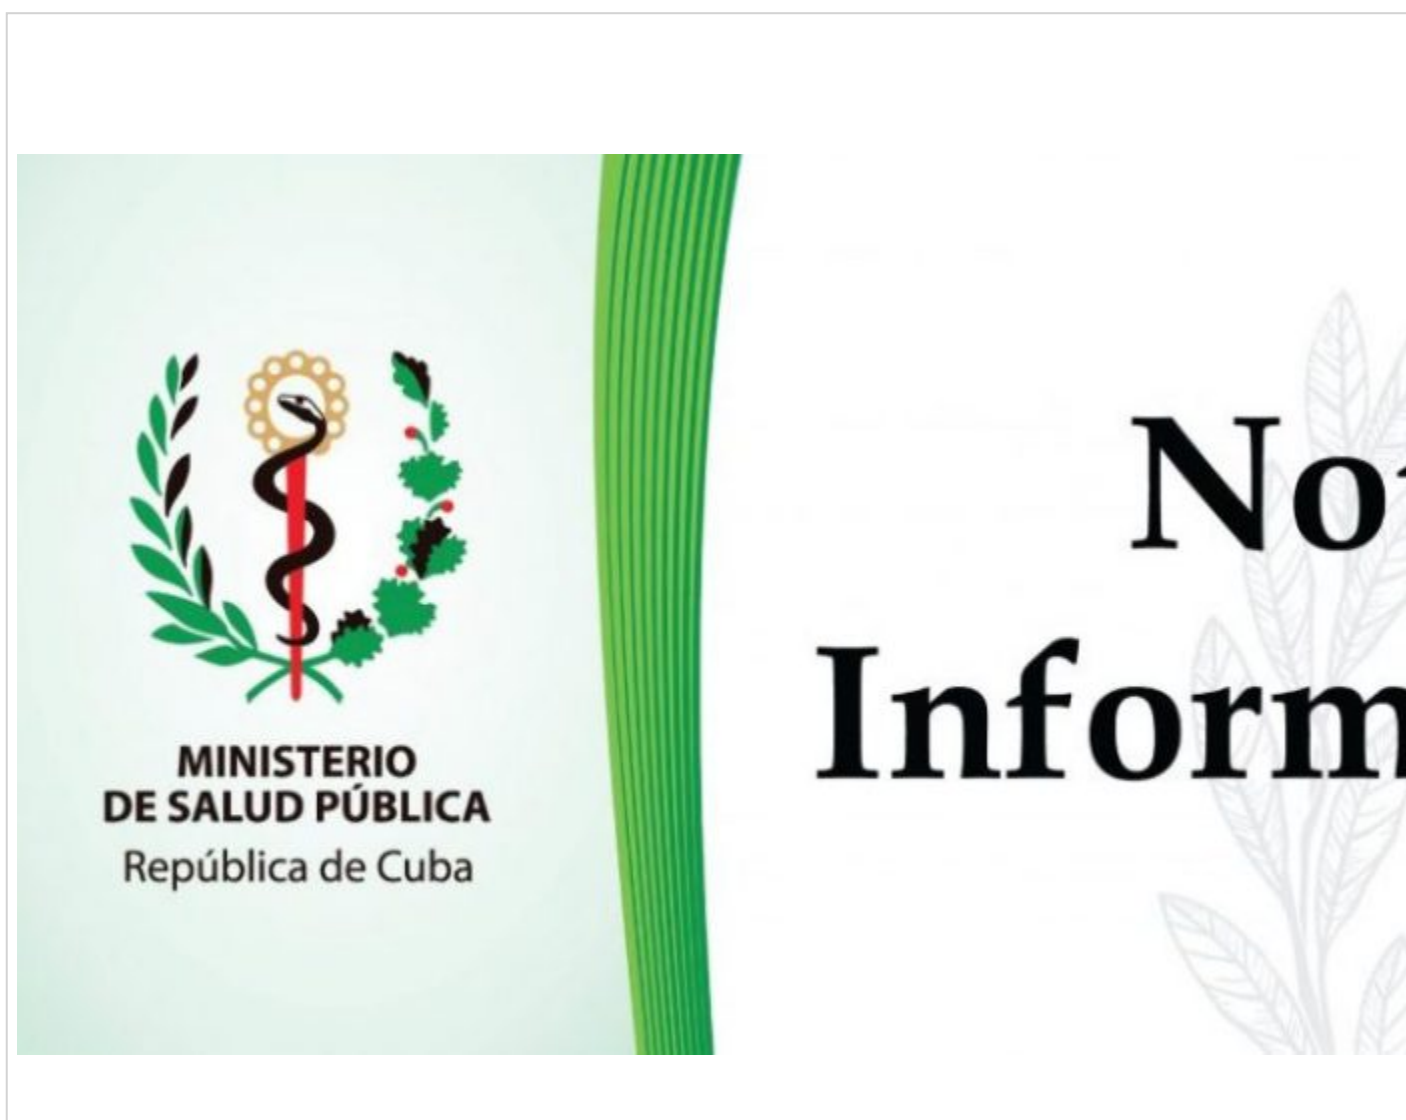 MINISTERIO
DE SALUD PÚBLICA
República de Cuba
No
Inform